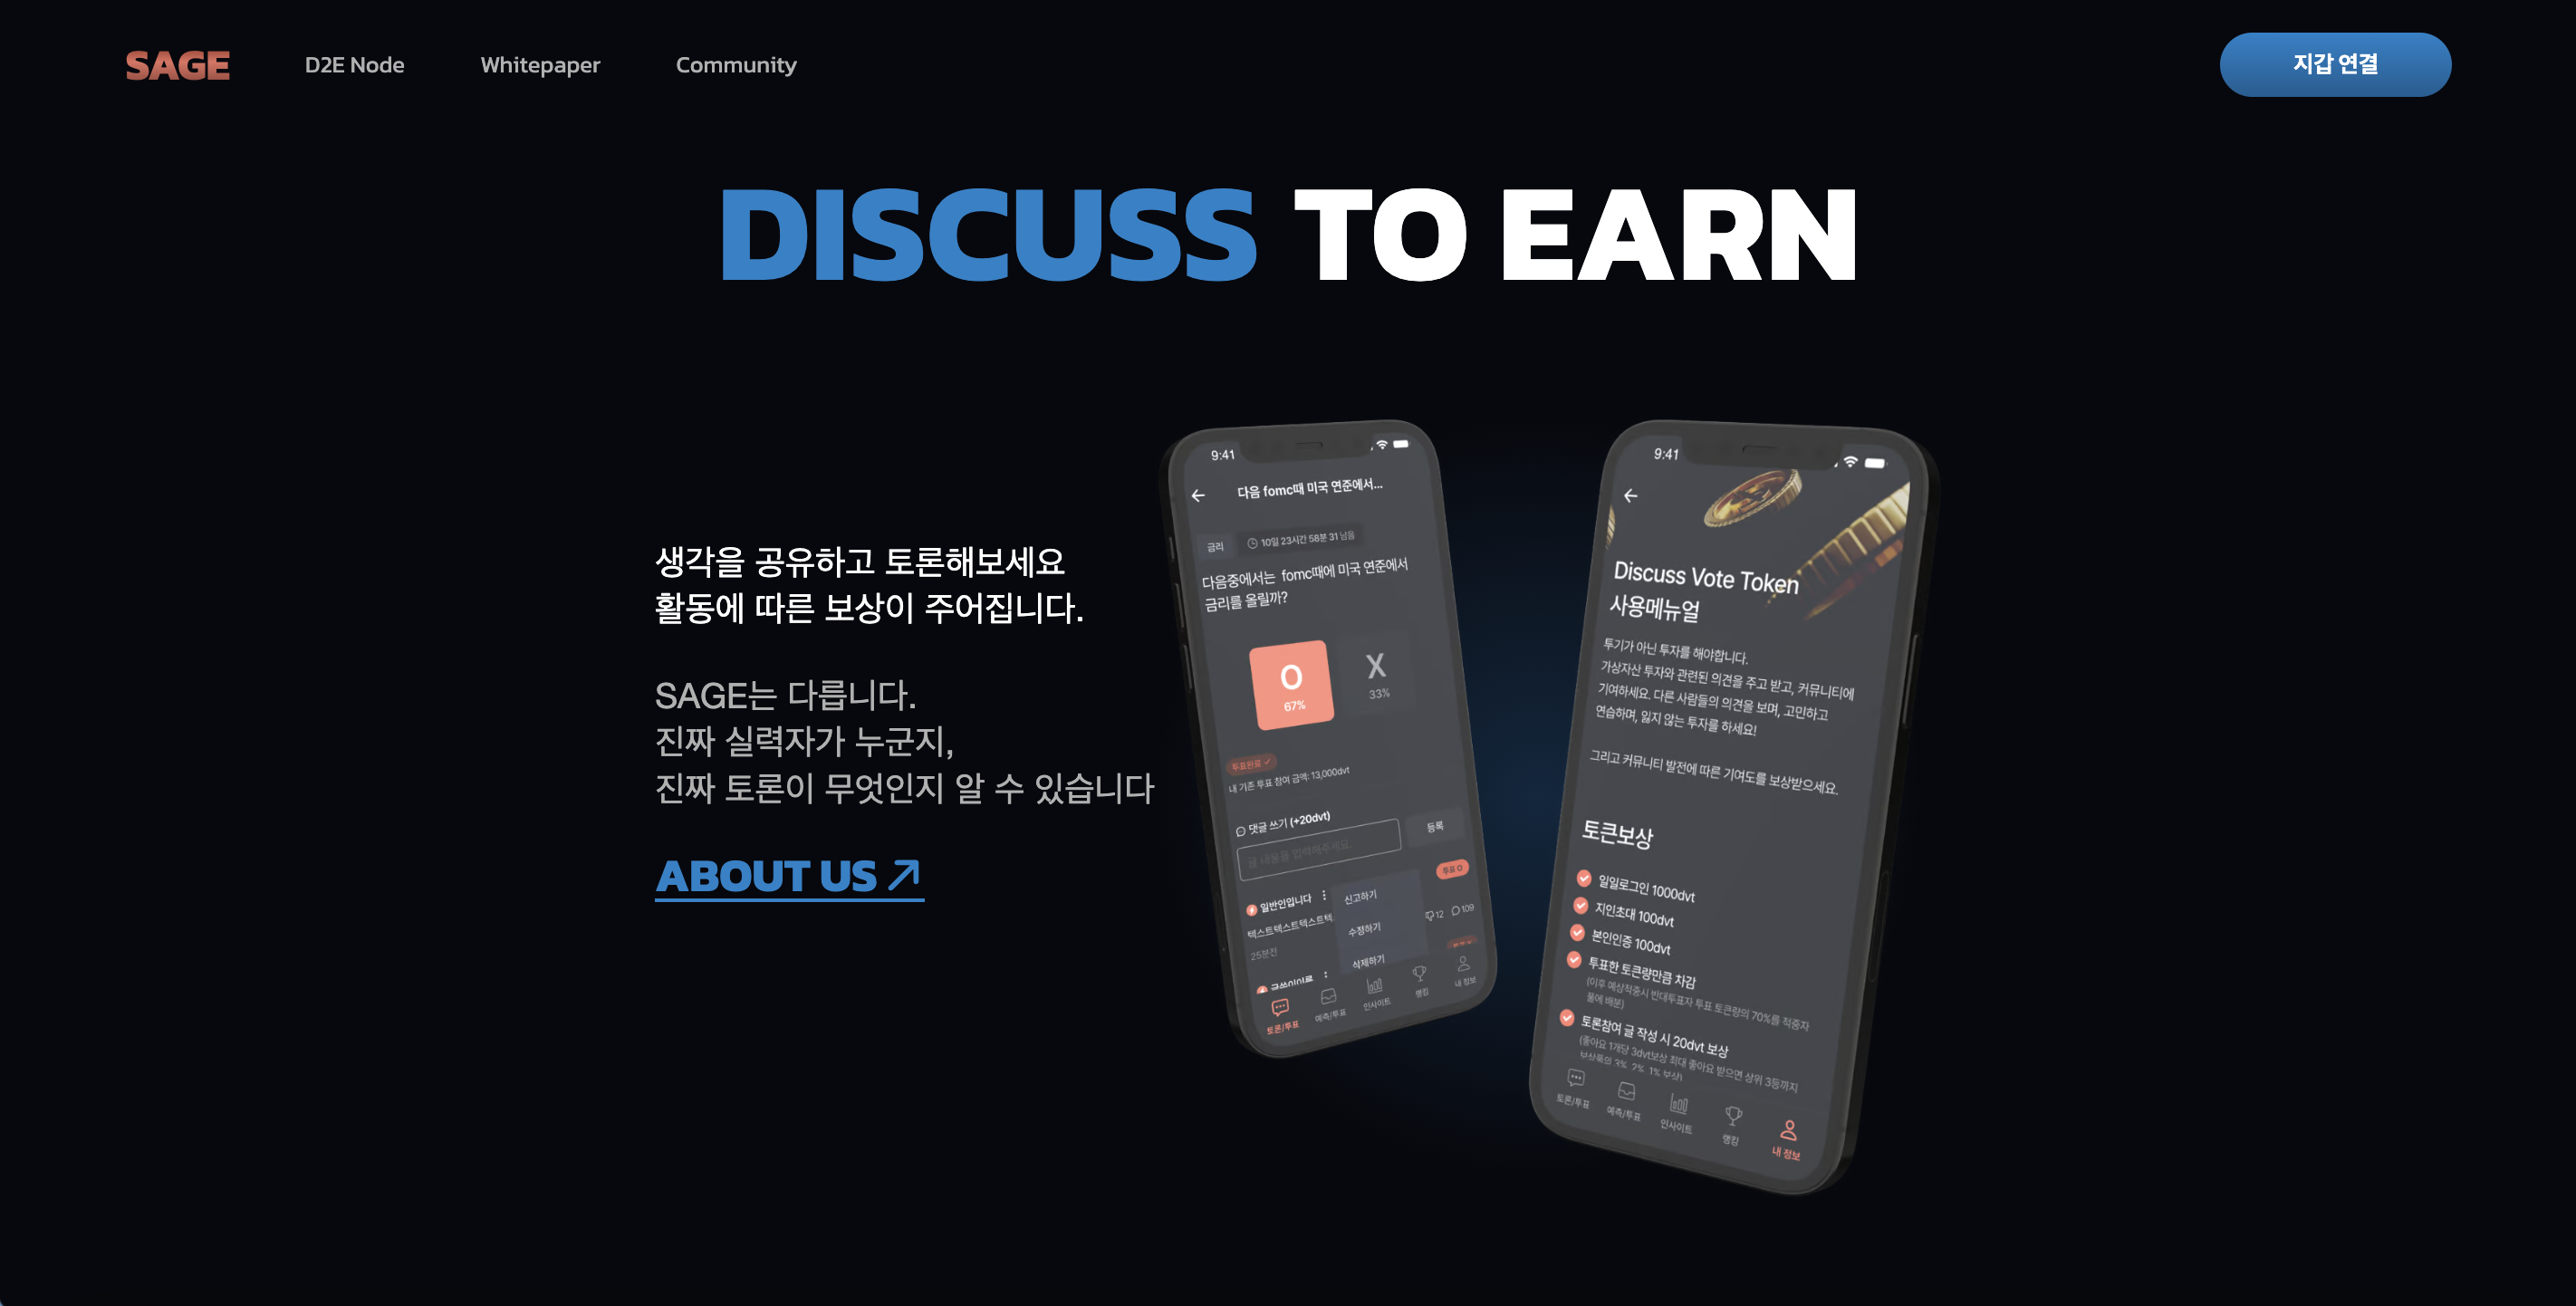 SAGE
D2E Node
Whitepaper
Community
지갑 연결
DISCUSS TO EARN
생각을 공유하고 토론해보세요
활동에 따른 보상이 주어집니다.
SAGE는 다릅니다.
진짜 실력자가 누군지,
진짜 토론이 무엇인지 알 수 있습니다
ABOUT US
9:41
다음 fomc때 미국 연준에서...
금리
10일 23시간 58분 31 남음
다음중에서는 fomc때에 미국 연준에서
금리를 올릴까?
O
67%
X
33%
투표완료
내 기존 투표 참여 금액: 13,000dvt
댓글 쓰기 (+20dvt)
글 내용을 입력해주세요.
등록
투표 O
일반인입니다
신고하기
텍스트텍스트텍스트텍
수정하기
12
109
25분전
삭제하기
글쓴이이름
토론/투표
예측/투표
인사이트
랭킹
내 정보
9:41
Discuss Vote Token
사용메뉴얼
투기가 아닌 투자를 해야합니다.
가상자산 투자와 관련된 의견을 주고 받고, 커뮤니티에
기여하세요. 다른 사람들의 의견을 보며, 고민하고
연습하며, 잃지 않는 투자를 하세요!
그리고 커뮤니티 발전에 따른 기여도를 보상받으세요.
토큰보상
일일로그인 1000dvt
지인초대 100dvt
본인인증 100dvt
투표한 토큰량만큼 차감
(이후 예상적중시 반대투표자 투표 토큰량의 70%를 적중자
풀에 배분)
토론참여 글 작성 시 20dvt 보상
(좋아요 1개당 3dvt보상 최대 좋아요 받으면 상위 3등까지
보상풀의 3%, 2%, 1% 보상)
토론/투표
예측/투표
인사이트
랭킹
내 정보